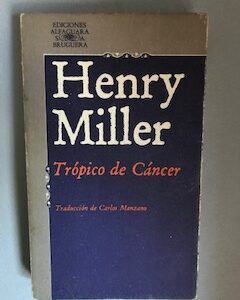 EDICIONES
ALFAGUARA
BRUGUERA
Henry
Miller
Trópico de Cáncer
Traducción de Carlos Manzano